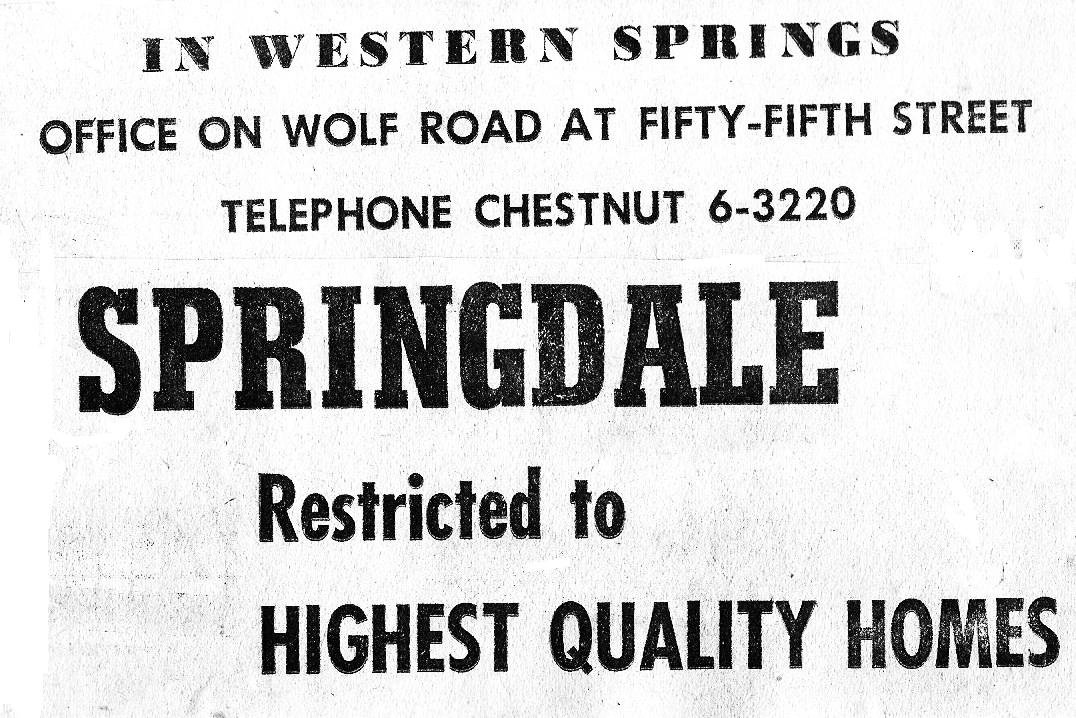 IN WESTERN SPRINGS
OFFICE ON WOLF ROAD AT FIFTY-FIFTH STREET
TELEPHONE CHESTNUT 6-3220
SPRINGDALE
Restricted to
HIGHEST QUALITY HOMES